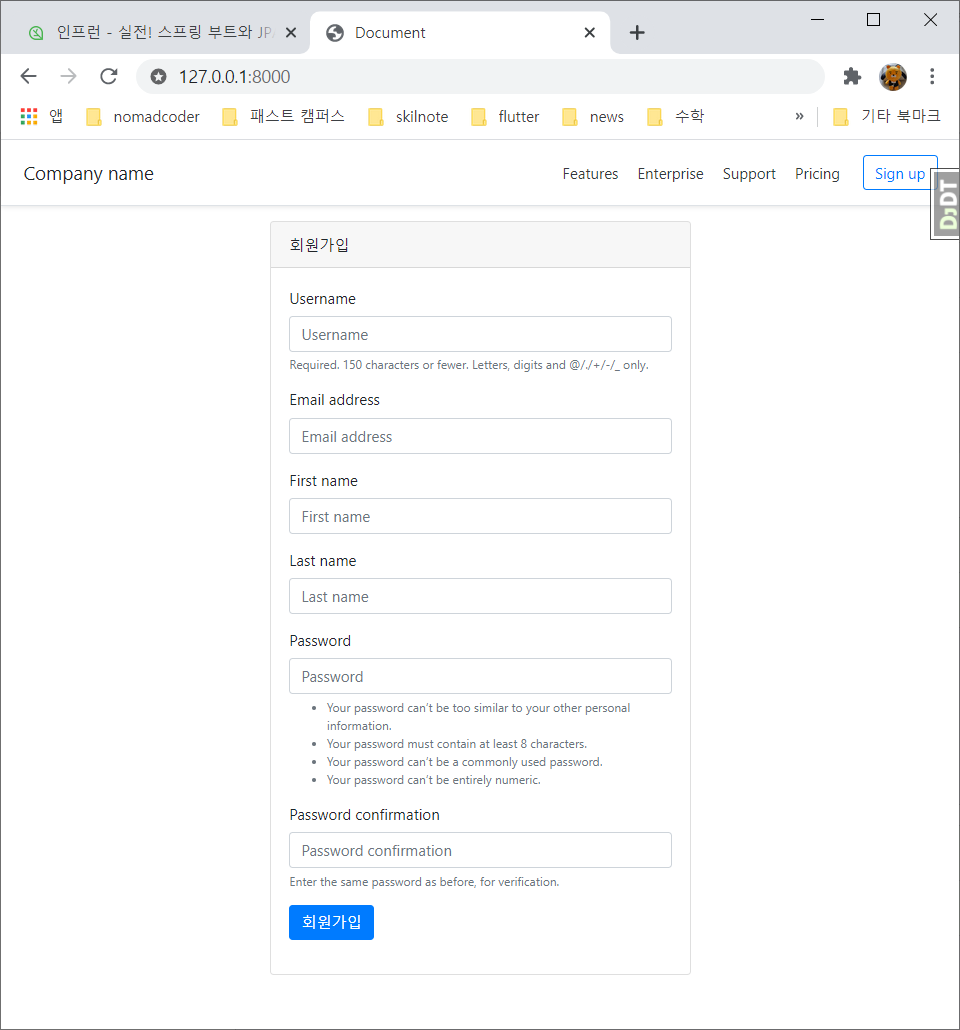 인프런 - 실전! 스프링 부트와 JPA
Document
127.0.0.1:8000
앱
nomadcoder
패스트 캠퍼스
skilnote
flutter
news
수학
»
기타 북마크
Company name
Features
Enterprise
Support
Pricing
Sign up
DjDT
회원가입
Username
Username
Required. 150 characters or fewer. Letters, digits and @/./+/-/_ only.
Email address
Email address
First name
First name
Last name
Last name
Password
Password
• Your password can’t be too similar to your other personal
information.
• Your password must contain at least 8 characters.
• Your password can’t be a commonly used password.
• Your password can’t be entirely numeric.
Password confirmation
Password confirmation
Enter the same password as before, for verification.
회원가입